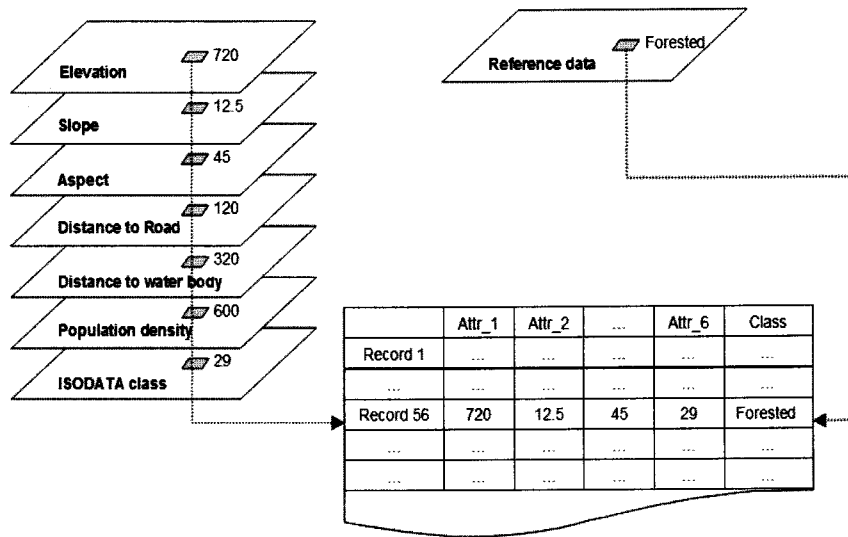 Elevation
720
Slope
12.5
Aspect
45
Distance to Road
120
Distance to water body
320
Population density
600
ISODATA class
29
Reference data
Forested
Attr_1 Attr_2 ... Attr_6 Class
Record 1 ... ... ... ... ...
... ... ... ... ... ...
Record 56 720 12.5 45 29 Forested
... ... ... ... ... ...
... ... ... ... ... ...